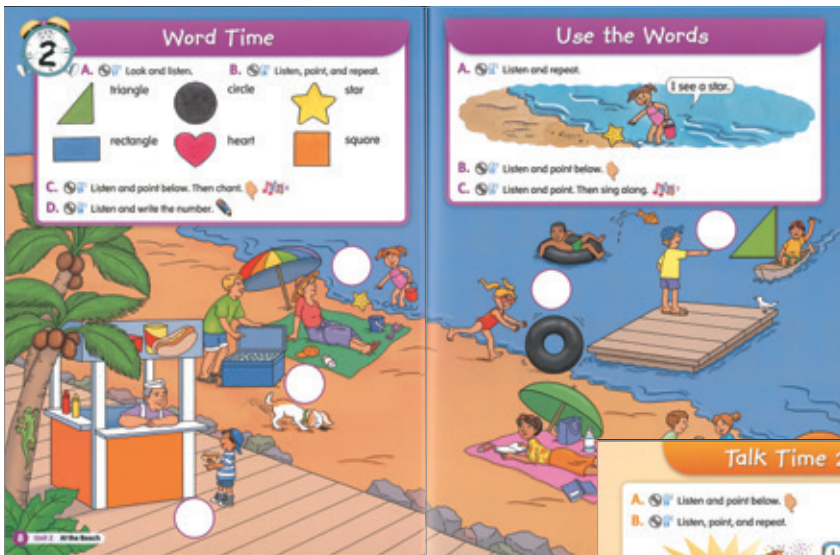 2
Word Time
A. Look and listen.
B. Listen, point, and repeat.
triangle
circle
star
rectangle
heart
square
C. Listen and point below. Then chant.
D. Listen and write the number.
8 Unit 2 At the Beach
Use the Words
A. Listen and repeat.
I see a star.
B. Listen and point below.
C. Listen and point. Then sing along.
Talk Time 2
A. Listen and point below.
B. Listen, point, and repeat.